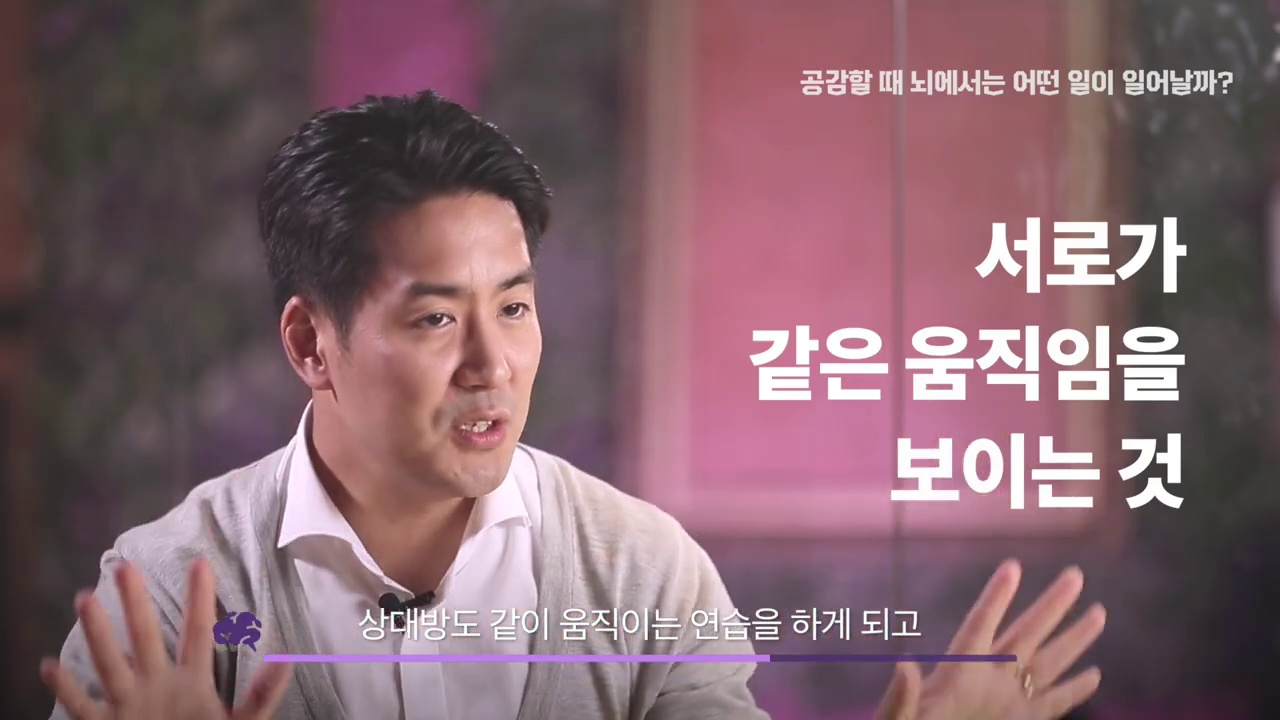 공감할 때 뇌에서는 어떤 일이 일어날까?
서로가
같은 움직임을
보이는 것
상대방도 같이 움직이는 연습을 하게 되고